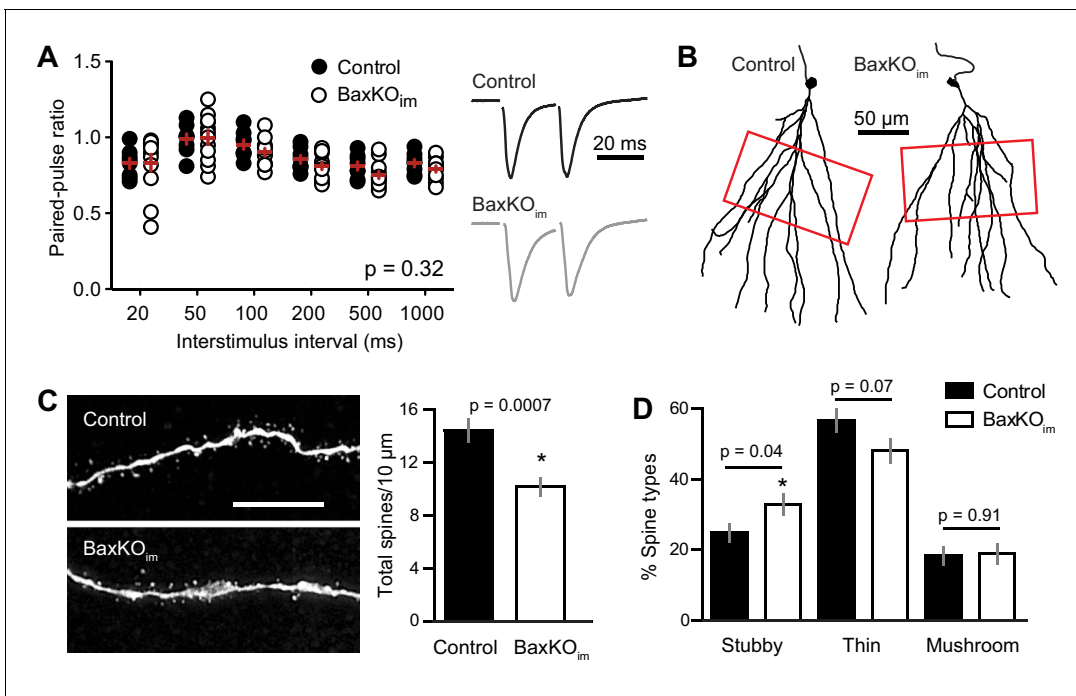 A
Paired-pulse ratio
1.5
1.0
0.5
0.0
Control
BaxKOim
p = 0.32
20 50 100 200 500 1000
Interstimulus interval (ms)
Control
20 ms
BaxKOim
B
Control
BaxKOim
50 µm
C
Control
BaxKOim
Total spines/10 µm
16
12
8
4
0
p = 0.0007
*
Control BaxKOim
D
Control
BaxKOim
% Spine types
60
40
20
0
p = 0.04
*
p = 0.07
p = 0.91
Stubby Thin Mushroom